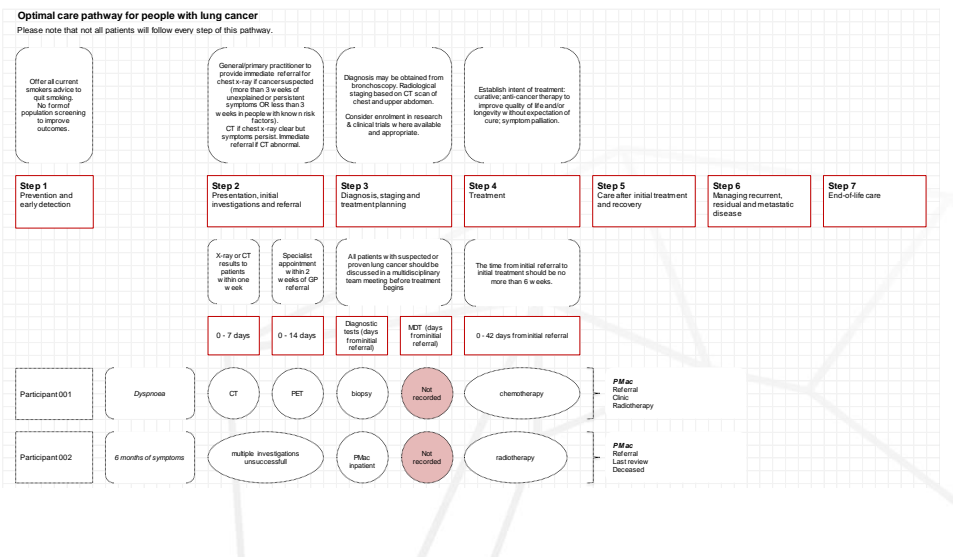 Optimal care pathway for people with lung cancer
Please note that not all patients will follow every step of this pathway.
Offer all current
smokers advice to
quit smoking.
No form of
population screening
to improve
outcomes.
General/primary practitioner to
provide immediate referral for
chest x-ray if cancer suspected
(more than 3 weeks of
unexplained or persistent
symptoms OR less than 3
weeks in people with known risk
factors).
CT if chest x-ray clear but
symptoms persist. Immediate
referral if CT abnormal.
Diagnosis may be obtained from
bronchoscopy. Radiological
staging based on CT scan of
chest and upper abdomen.
Consider enrolment in research
& clinical trials where available
and appropriate.
Establish intent of treatment:
curative; anti-cancer therapy to
improve quality of life and/or
longevity without expectation of
cure; symptom palliation.
Step 1
Prevention and
early detection
Step 2
Presentation, initial
investigations and referral
Step 3
Diagnosis, staging and
treatment planning
Step 4
Treatment
Step 5
Care after initial treatment
and recovery
Step 6
Managing recurrent,
residual and metastatic
disease
Step 7
End-of-life care
X-ray or CT
results to
patients
within one
week
Specialist
appointment
within 2
weeks of GP
referral
All patients with suspected or
proven lung cancer should be
discussed in a multidisciplinary
team meeting before treatment
begins
The time from initial referral to
initial treatment should be no
more than 6 weeks.
0 - 7 days
0 - 14 days
Diagnostic
tests (days
from initial
referral)
MDT (days
from initial
referral)
0 - 42 days from initial referral
Participant 001
Dyspnoea
CT
PET
biopsy
Not
recorded
chemotherapy
PMac
Referral
Clinic
Radiotherapy
Participant 002
6 months of symptoms
multiple investigations
unsuccessfull
PMac
inpatient
Not
recorded
radiotherapy
PMac
Referral
Last review
Deceased